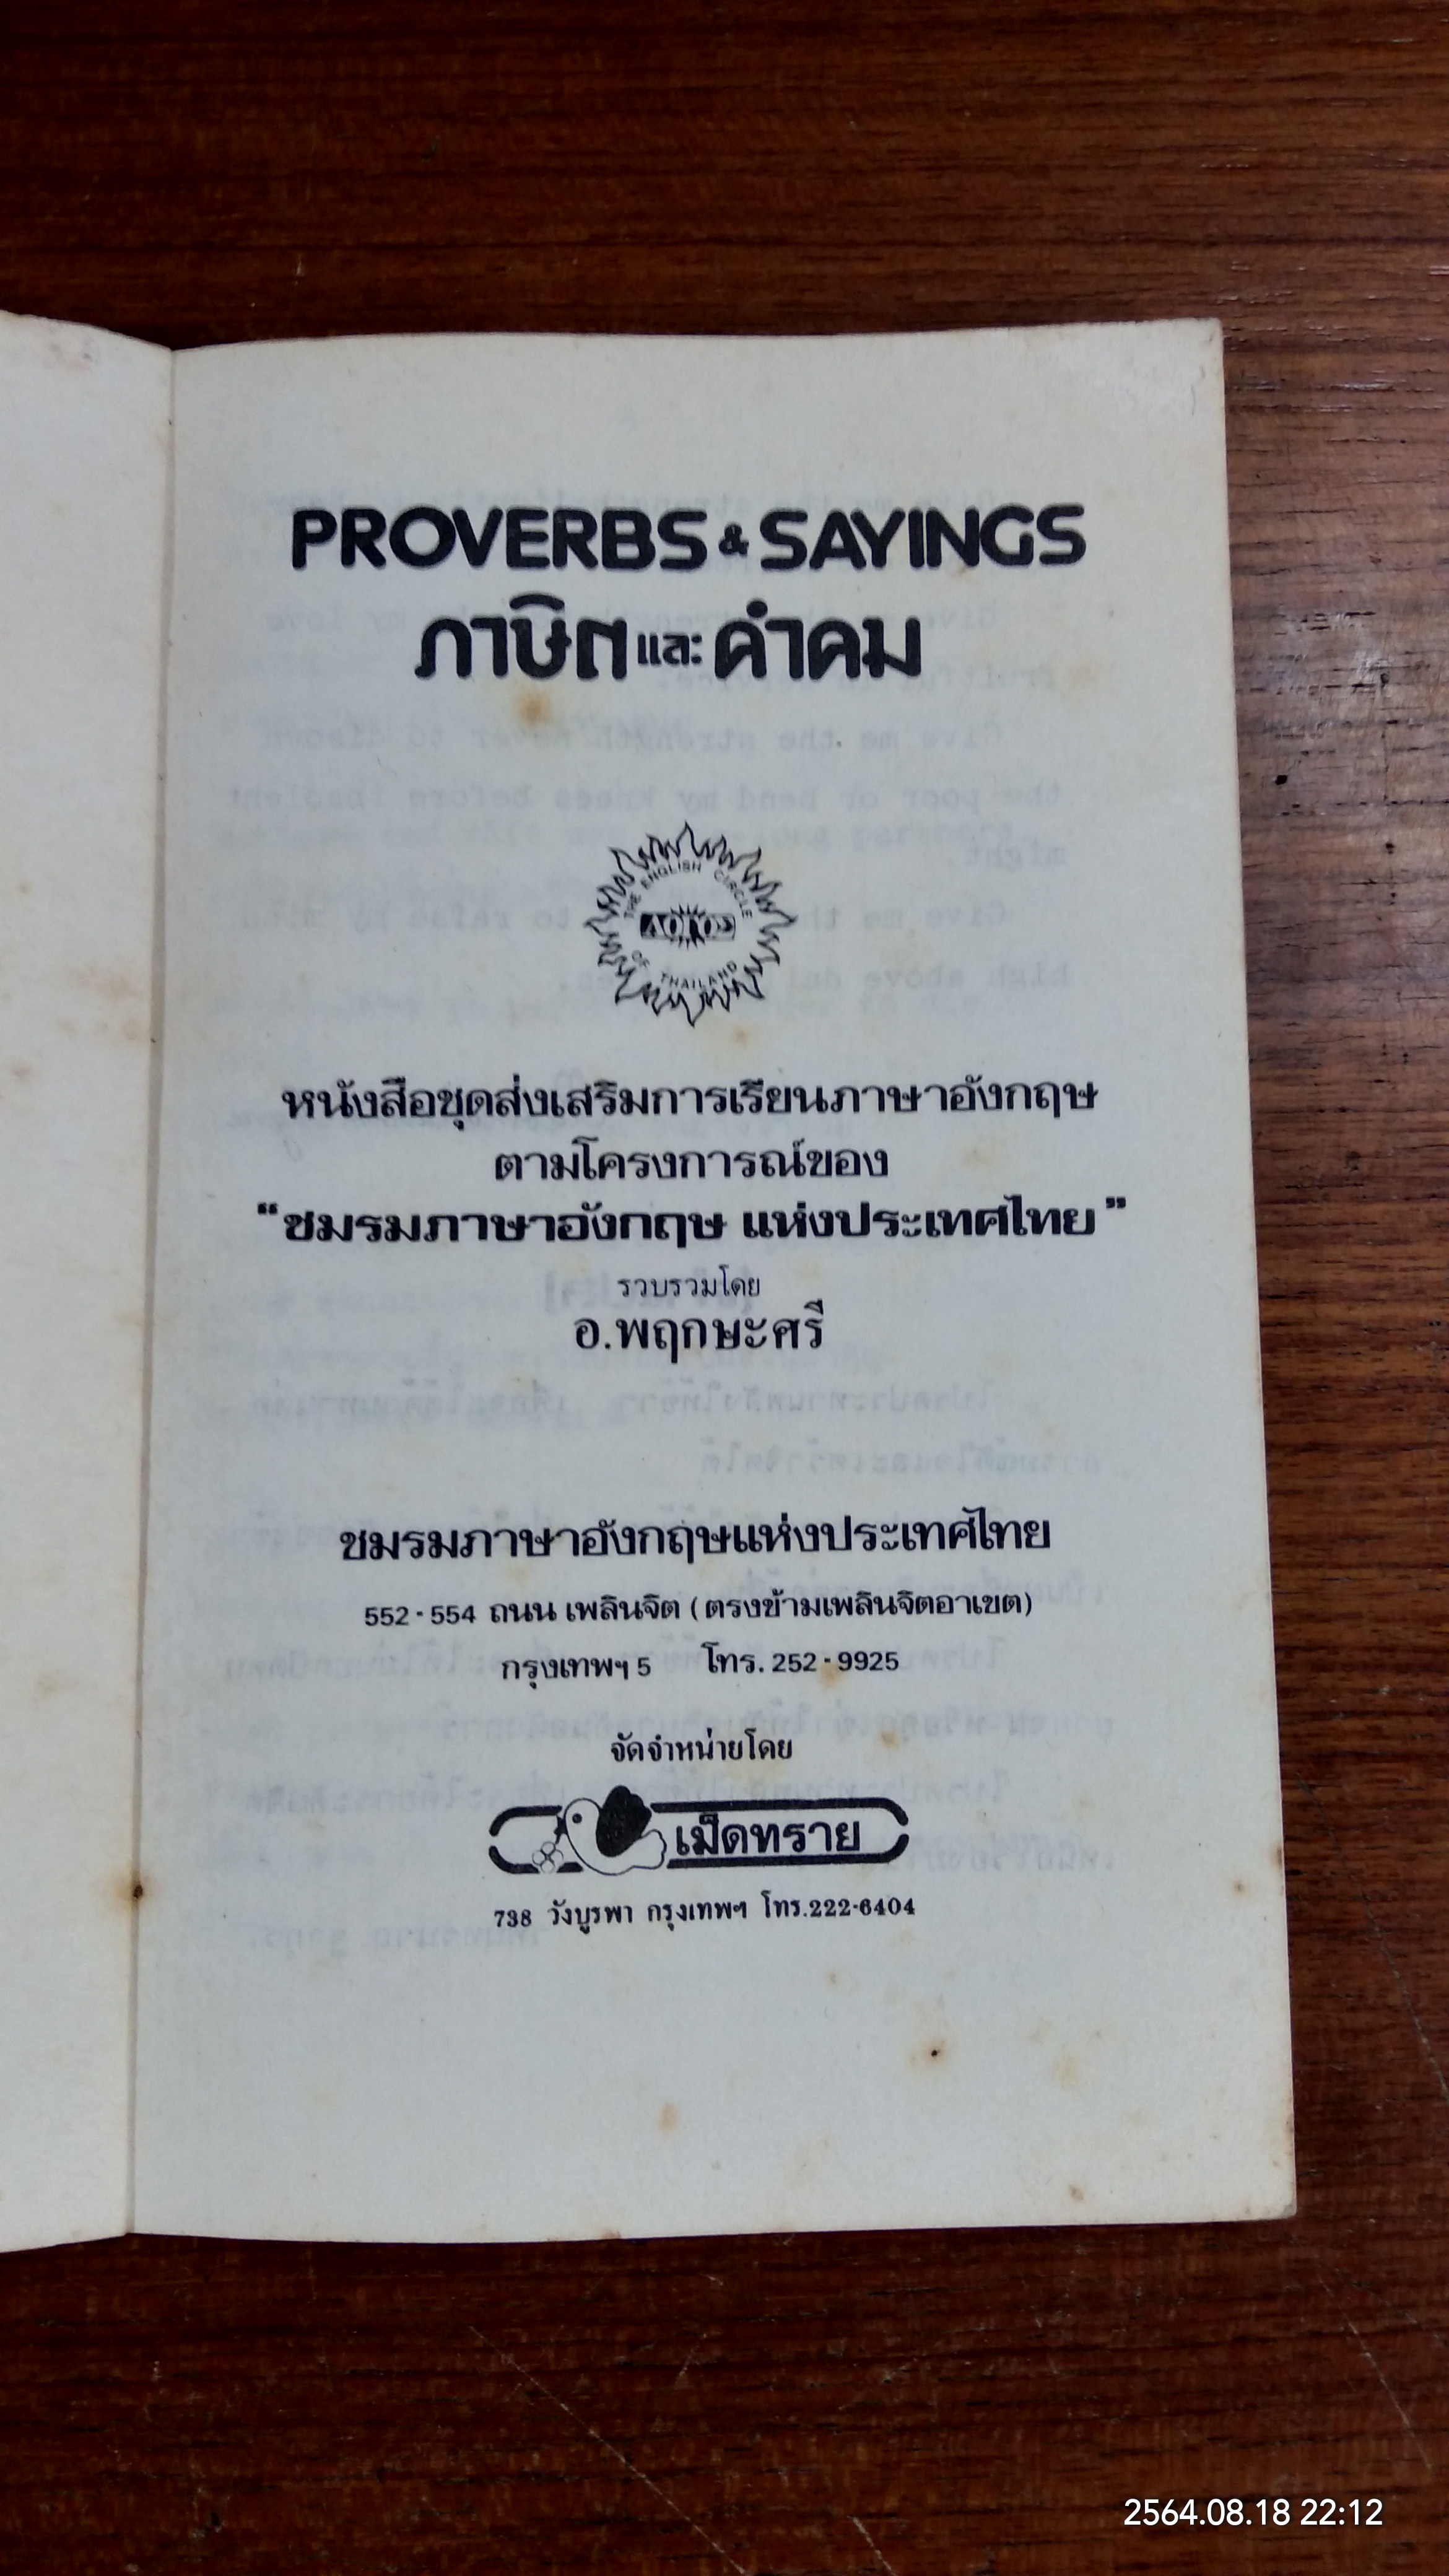 PROVERBS & SAYINGS
ภาษิตและคำคม
THE ENGLISH CIRCLE
OF THAILAND
หนังสือชุดส่งเสริมการเรียนภาษาอังกฤษ
ตามโครงการณ์ของ
“ชมรมภาษาอังกฤษ แห่งประเทศไทย”
รวบรวมโดย
อ.พฤกษะศรี
ชมรมภาษาอังกฤษแห่งประเทศไทย
552-554 ถนน เพลินจิต (ตรงข้ามเพลินจิตอาเขต)
กรุงเทพฯ 5 โทร. 252-9925
จัดจำหน่ายโดย
เม็ดทราย
738 วังบูรพา กรุงเทพฯ โทร.222-6404
2564.08.18 22:12